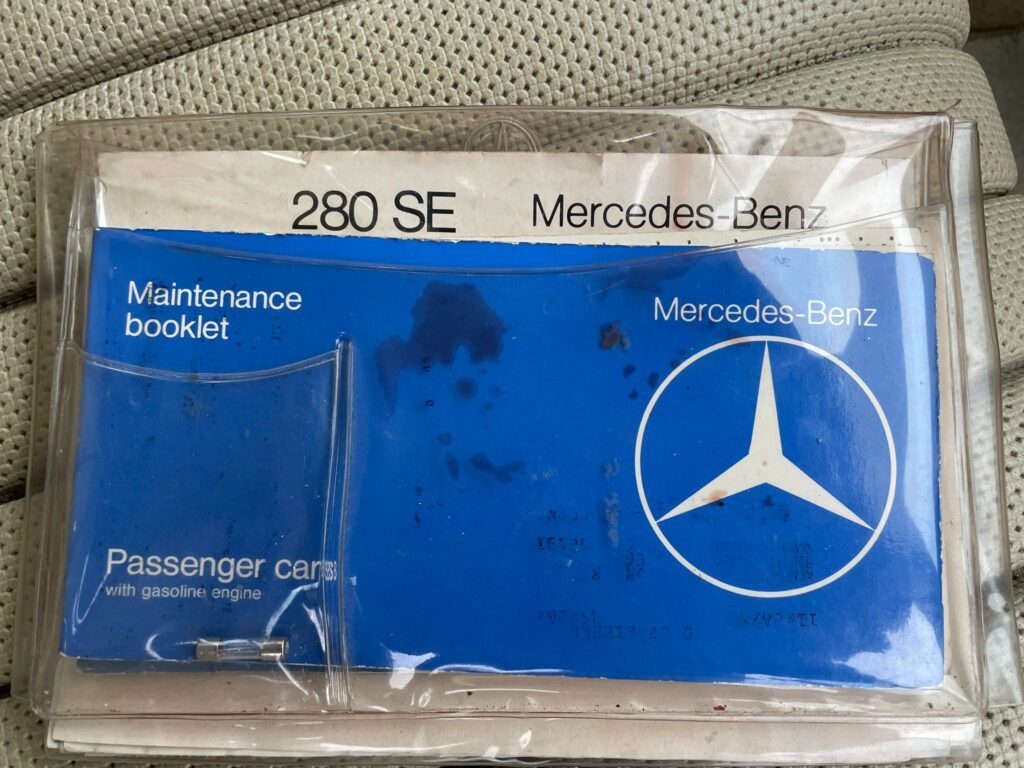 280 SE Mercedes-Benz
Maintenance
booklet
Mercedes-Benz
Passenger car
with gasoline engine